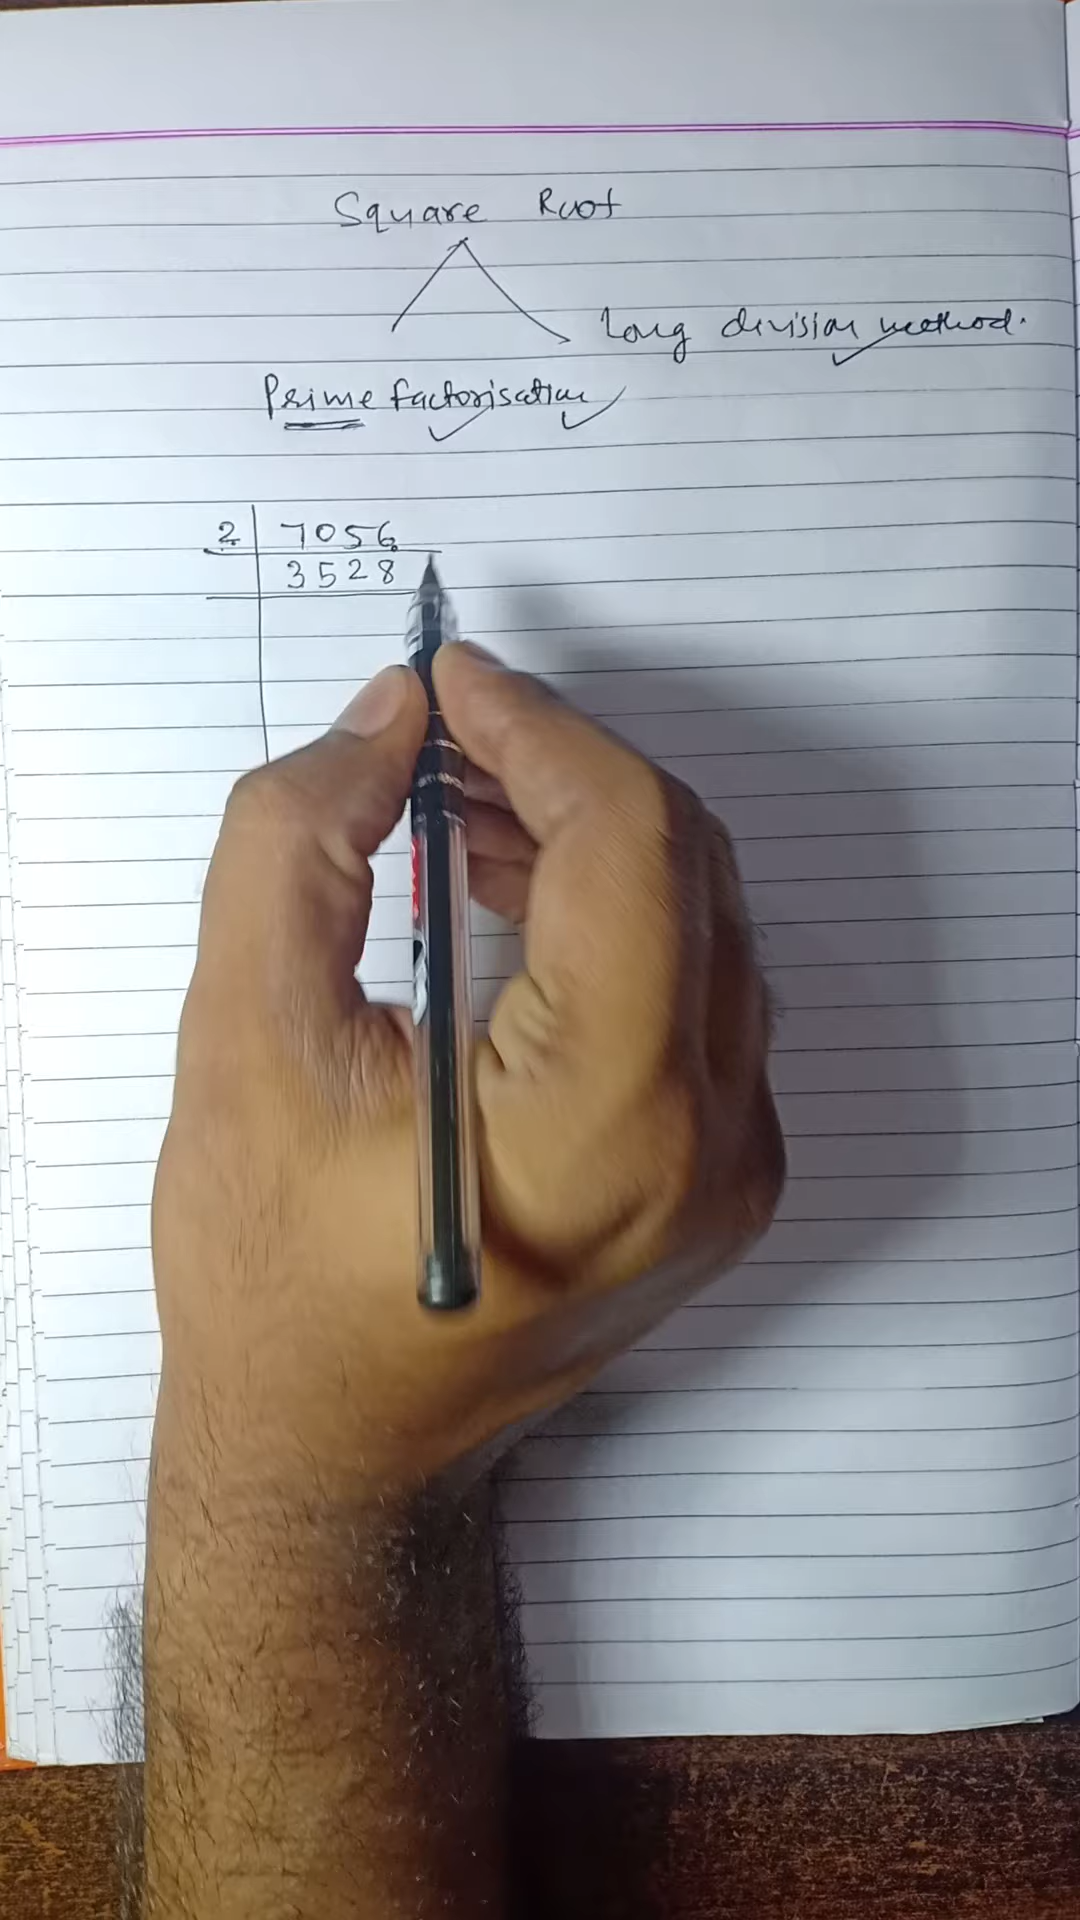 Square Root
Long division method.
Prime factorisation
2 7056
3528